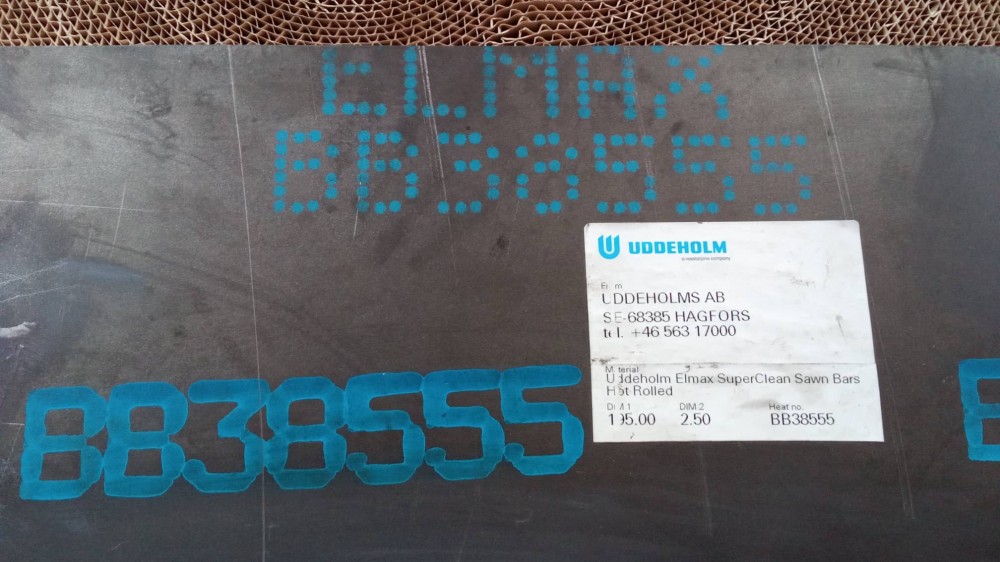 ELMAX
BB38555
UDDEHOLM
a voestalpine company
From
UDDEHOLMS AB
SE-68385 HAGFORS
tel. +46 563 17000
Material
Uddeholm Elmax SuperClean Sawn Bars
Hot Rolled
DIM 1 DIM 2 Heat no.
2.50 BB38555
BB38555